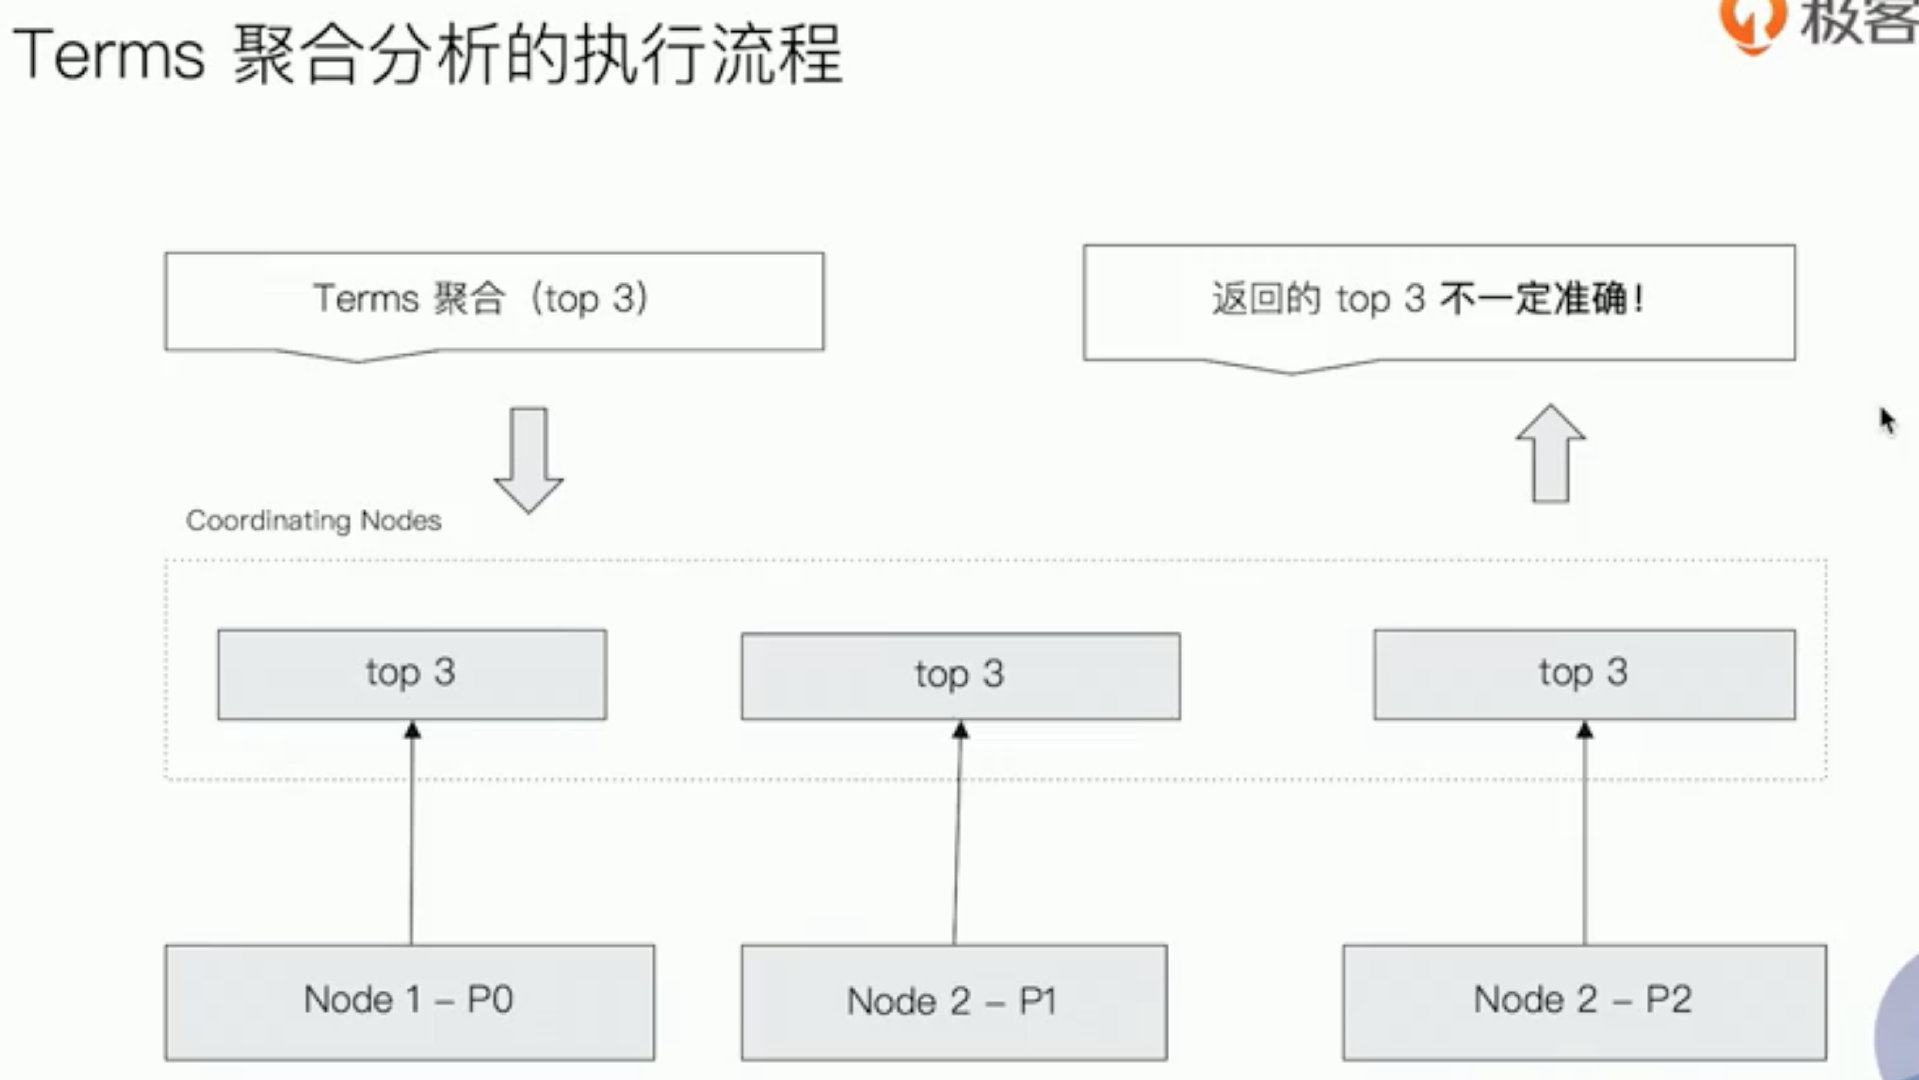 Terms 聚合分析的执行流程
极客
Terms 聚合（top 3）
返回的 top 3 不一定准确！
Coordinating Nodes
top 3
top 3
top 3
Node 1 – P0
Node 2 – P1
Node 2 – P2